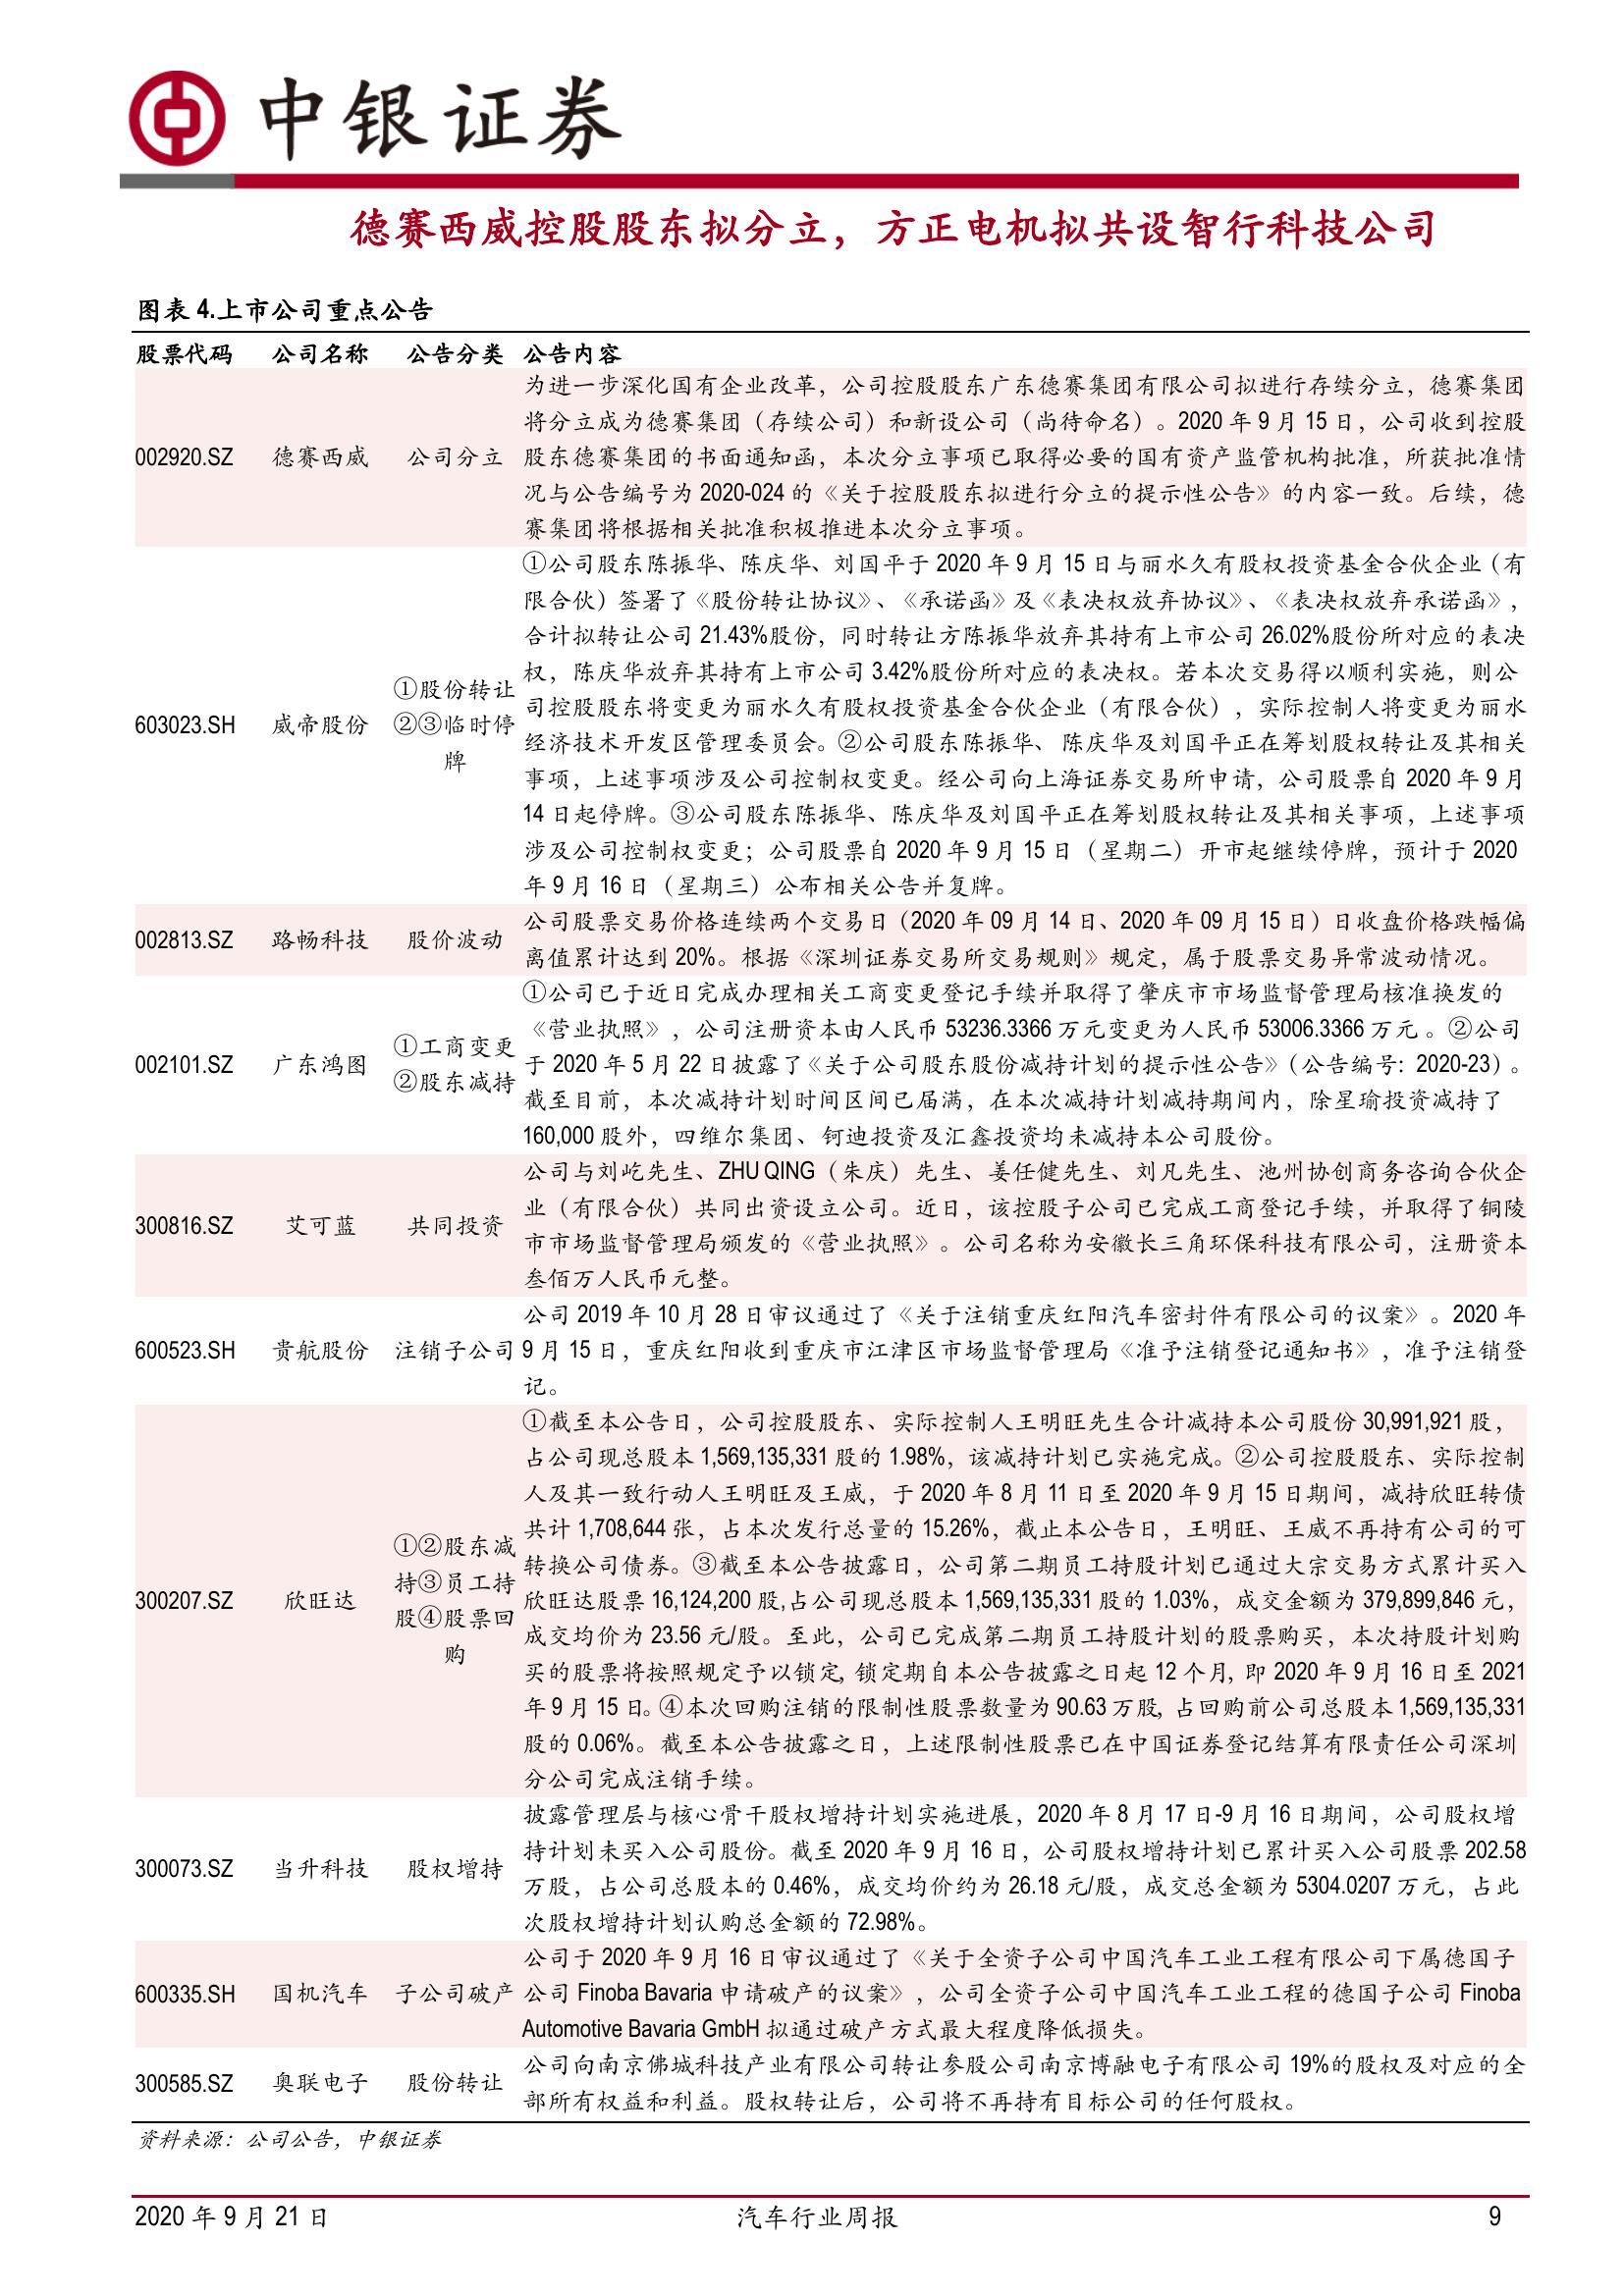 中银证券
德赛西威控股股东拟分立，方正电机拟共设智行科技公司
图表 4.上市公司重点公告
股票代码 公司名称 公告分类 公告内容
为进一步深化国有企业改革，公司控股股东广东德赛集团有限公司拟进行存续分立，德赛集团
将分立成为德赛集团（存续公司）和新设公司（尚待命名）。2020 年 9 月 15 日，公司收到控股
002920.SZ 德赛西威 公司分立 股东德赛集团的书面通知函，本次分立事项已取得必要的国有资产监管机构批准，所获批准情
况与公告编号为 2020-024 的《关于控股股东拟进行分立的提示性公告》的内容一致。后续，德
赛集团将根据相关批准积极推进本次分立事项。
①公司股东陈振华、陈庆华、刘国平于 2020 年 9 月 15 日与丽水久有股权投资基金合伙企业（有
限合伙）签署了《股份转让协议》、《承诺函》及《表决权放弃协议》、《表决权放弃承诺函》，
合计拟转让公司 21.43%股份，同时转让方陈振华放弃其持有上市公司 26.02%股份所对应的表决
权，陈庆华放弃其持有上市公司 3.42%股份所对应的表决权。若本次交易得以顺利实施，则公
①股份转让
603023.SH 威帝股份 ②③临时停 司控股股东将变更为丽水久有股权投资基金合伙企业（有限合伙），实际控制人将变更为丽水
牌
经济技术开发区管理委员会。②公司股东陈振华、 陈庆华及刘国平正在筹划股权转让及其相关
事项，上述事项涉及公司控制权变更。经公司向上海证券交易所申请，公司股票自 2020 年 9 月
14 日起停牌。③公司股东陈振华、陈庆华及刘国平正在筹划股权转让及其相关事项，上述事项
涉及公司控制权变更；公司股票自 2020 年 9 月 15 日（星期二）开市起继续停牌，预计于 2020
年 9 月 16 日（星期三）公布相关公告并复牌。
002813.SZ 路畅科技 股价波动 公司股票交易价格连续两个交易日（2020 年 09 月 14 日、2020 年 09 月 15 日）日收盘价格跌幅偏
离值累计达到 20%。根据《深圳证券交易所交易规则》规定，属于股票交易异常波动情况。
①公司已于近日完成办理相关工商变更登记手续并取得了肇庆市市场监督管理局核准换发的
《营业执照》，公司注册资本由人民币 53236.3366 万元变更为人民币 53006.3366 万元 。②公司
①工商变更
002101.SZ 广东鸿图 ②股东减持 于 2020 年 5 月 22 日披露了《关于公司股东股份减持计划的提示性公告》（公告编号：2020-23）。
截至目前，本次减持计划时间区间已届满，在本次减持计划减持期间内，除星瑜投资减持了
160,000 股外，四维尔集团、钶迪投资及汇鑫投资均未减持本公司股份。
公司与刘屹先生、ZHU QING（朱庆）先生、姜任健先生、刘凡先生、池州协创商务咨询合伙企
业（有限合伙）共同出资设立公司。近日，该控股子公司已完成工商登记手续，并取得了铜陵
300816.SZ 艾可蓝 共同投资
市市场监督管理局颁发的《营业执照》。公司名称为安徽长三角环保科技有限公司，注册资本
叁佰万人民币元整。
公司 2019 年 10 月 28 日审议通过了《关于注销重庆红阳汽车密封件有限公司的议案》。2020 年
600523.SH 贵航股份 注销子公司 9 月 15 日，重庆红阳收到重庆市江津区市场监督管理局《准予注销登记通知书》，准予注销登
记。
①截至本公告日，公司控股股东、实际控制人王明旺先生合计减持本公司股份 30,991,921 股，
占公司现总股本 1,569,135,331 股的 1.98%，该减持计划已实施完成。②公司控股股东、实际控制
人及其一致行动人王明旺及王威，于 2020 年 8 月 11 日至 2020 年 9 月 15 日期间，减持欣旺转债
共计 1,708,644 张，占本次发行总量的 15.26%，截止本公告日，王明旺、王威不再持有公司的可
①②股东减
转换公司债券。③截至本公告披露日，公司第二期员工持股计划已通过大宗交易方式累计买入
持③员工持
300207.SZ 欣旺达 股④股票回 欣旺达股票 16,124,200 股,占公司现总股本 1,569,135,331 股的 1.03%，成交金额为 379,899,846 元，
购
成交均价为 23.56 元/股。至此，公司已完成第二期员工持股计划的股票购买，本次持股计划购
买的股票将按照规定予以锁定, 锁定期自本公告披露之日起 12 个月, 即 2020 年 9 月 16 日至 2021
年 9 月 15 日。④本次回购注销的限制性股票数量为 90.63 万股, 占回购前公司总股本 1,569,135,331
股的 0.06%。截至本公告披露之日，上述限制性股票已在中国证券登记结算有限责任公司深圳
分公司完成注销手续。
披露管理层与核心骨干股权增持计划实施进展，2020 年 8 月 17 日-9 月 16 日期间，公司股权增
持计划未买入公司股份。截至 2020 年 9 月 16 日，公司股权增持计划已累计买入公司股票 202.58
300073.SZ 当升科技 股权增持
万股，占公司总股本的 0.46%，成交均价约为 26.18 元/股，成交总金额为 5304.0207 万元，占此
次股权增持计划认购总金额的 72.98%。
公司于 2020 年 9 月 16 日审议通过了《关于全资子公司中国汽车工业工程有限公司下属德国子
600335.SH 国机汽车 子公司破产 公司 Finoba Bavaria 申请破产的议案》，公司全资子公司中国汽车工业工程的德国子公司 Finoba
Automotive Bavaria GmbH 拟通过破产方式最大程度降低损失。
300585.SZ 奥联电子 股份转让 公司向南京佛城科技产业有限公司转让参股公司南京博融电子有限公司 19%的股权及对应的全
部所有权益和利益。股权转让后，公司将不再持有目标公司的任何股权。
资料来源：公司公告，中银证券
2020 年 9 月 21 日 汽车行业周报 9